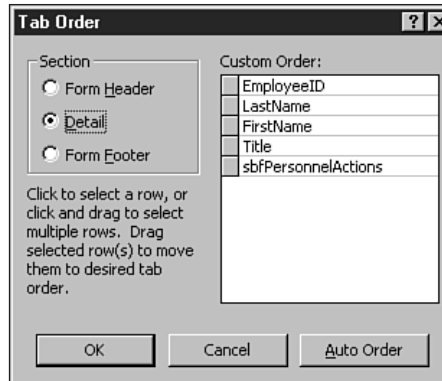 Tab Order
Section
Form Header
Detail
Form Footer
Click to select a row, or
click and drag to select
multiple rows. Drag
selected row(s) to move
them to desired tab
order.
Custom Order:
EmployeeID
LastName
FirstName
Title
sbfPersonnelActions
OK
Cancel
Auto Order